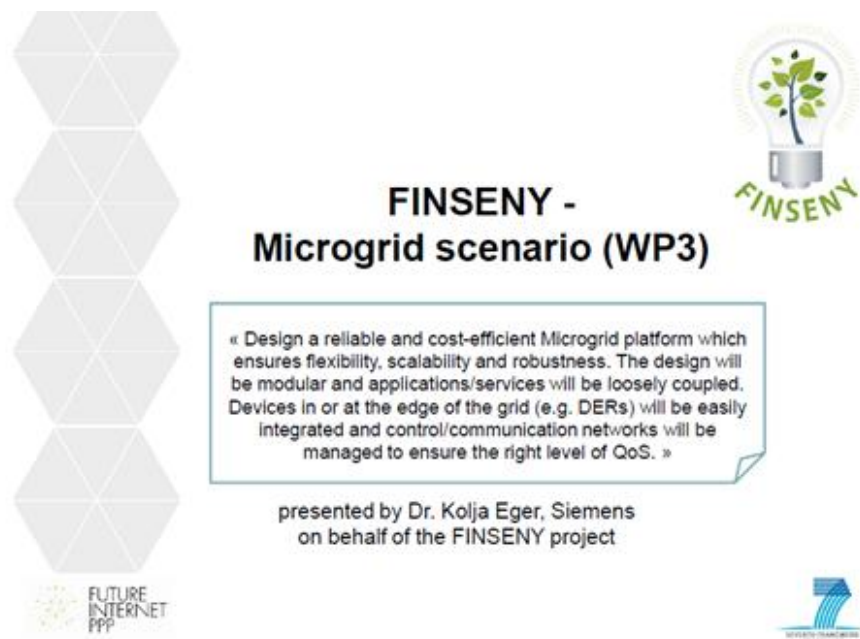 FINSENY
FINSENY -
Microgrid scenario (WP3)
« Design a reliable and cost-efficient Microgrid platform which
ensures flexibility, scalability and robustness. The design will
be modular and applications/services will be loosely coupled.
Devices in or at the edge of the grid (e.g. DERs) will be easily
integrated and control/communication networks will be
managed to ensure the right level of QoS. »
presented by Dr. Kolja Eger, Siemens
on behalf of the FINSENY project
FUTURE
INTERNET
PPP
7
SEVENTH FRAMEWORK